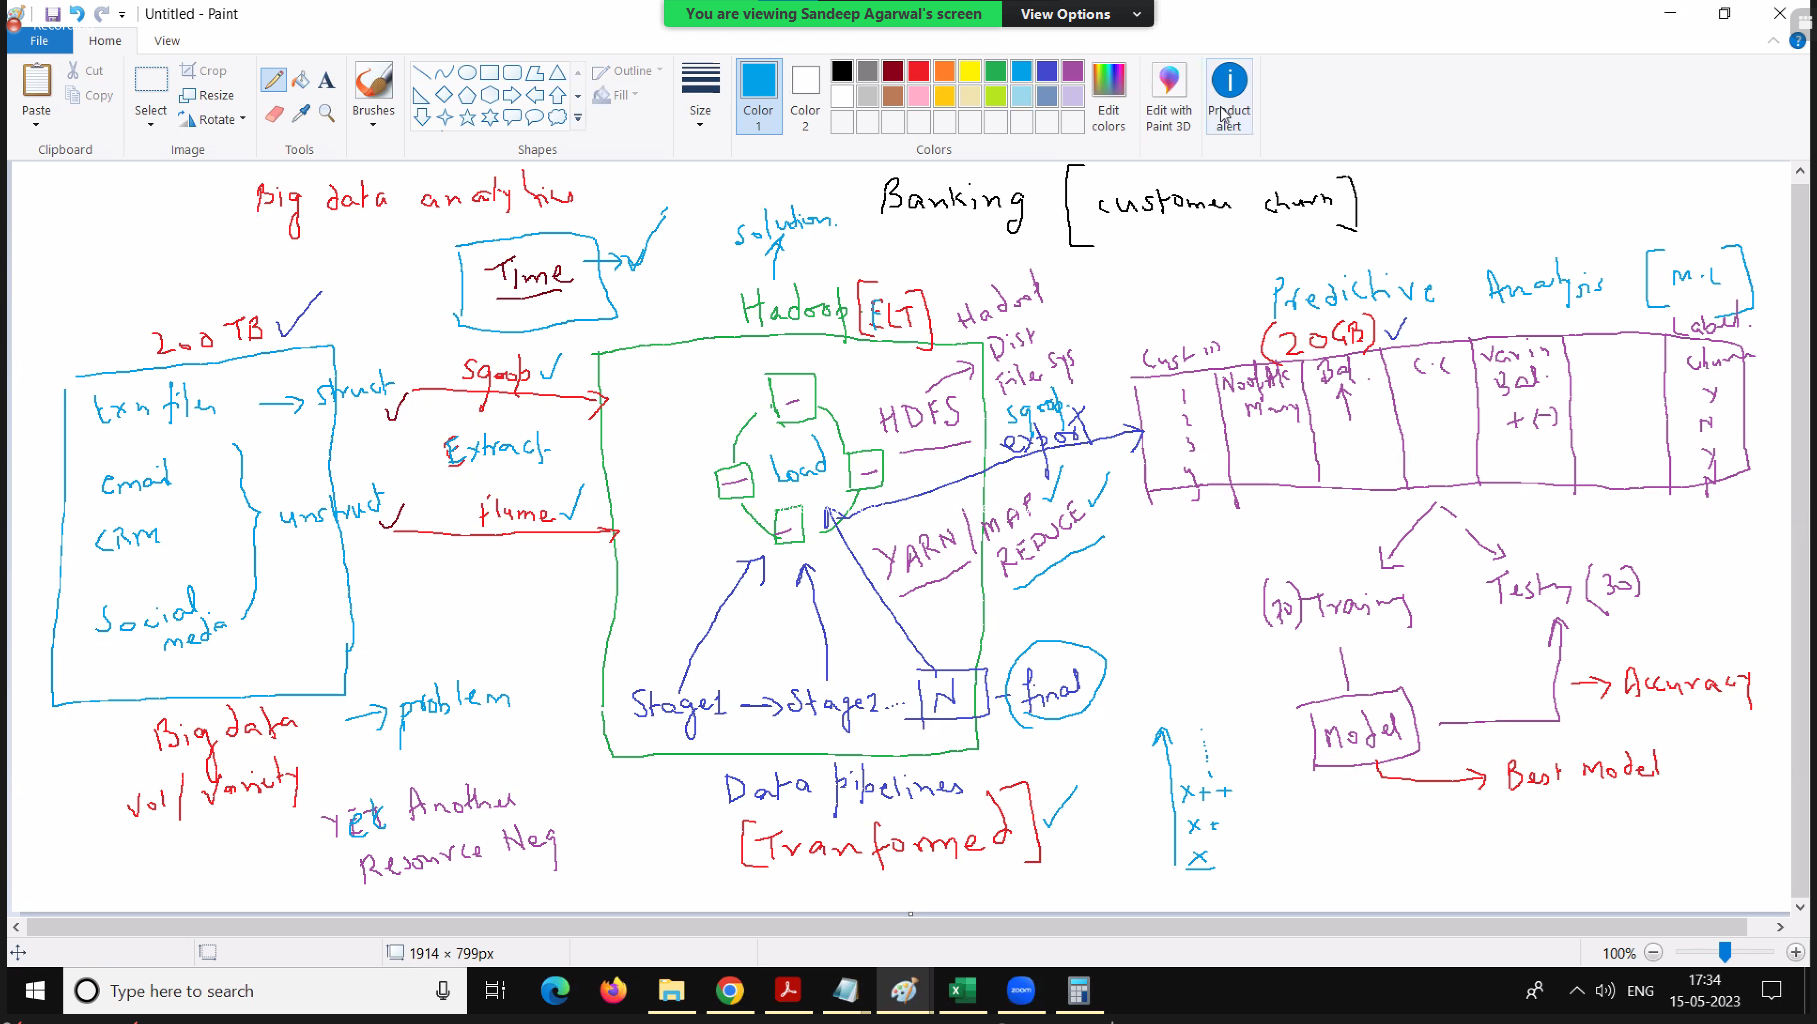 Untitled - Paint
You are viewing Sandeep Agarwal's screen
View Options
File
Home
View
Paste
Cut
Copy
Clipboard
Select
Crop
Resize
Rotate
Image
A
Tools
Brushes
Shapes
Outline
Fill
Size
Color 1
Color 2
Edit colors
Colors
Edit with Paint 3D
Product alert
Big data analytics
Banking [customer churn]
solution.
Time
200 TB
Hadoop [ELT]
Hadoop
Dist
File sys
Predictive Analysis [M.L]
(20GB)
Label.
txn files → struct
email
CRM
Social
media
unstruct
Sqoop
Extract
flume
Load
HDFS
sqoop
export
YARN / MAP
REDUCE
Cust id
No of A/c
Many
Bal.
C.C
Var in
Bal.
+ (-)
churn
1
2
3
4
Y
N
Y
N
(70) Training
Testing (30)
Model
Accuracy
Best Model
Stage1 → Stage2... N - final
Big data → problem
Vol / Variety
Yet Another
Resource Neg
Data pipelines
[Tranformed]
X++
X+
X
1914 × 799px
100%
Type here to search
zoom
ENG
17:34
15-05-2023